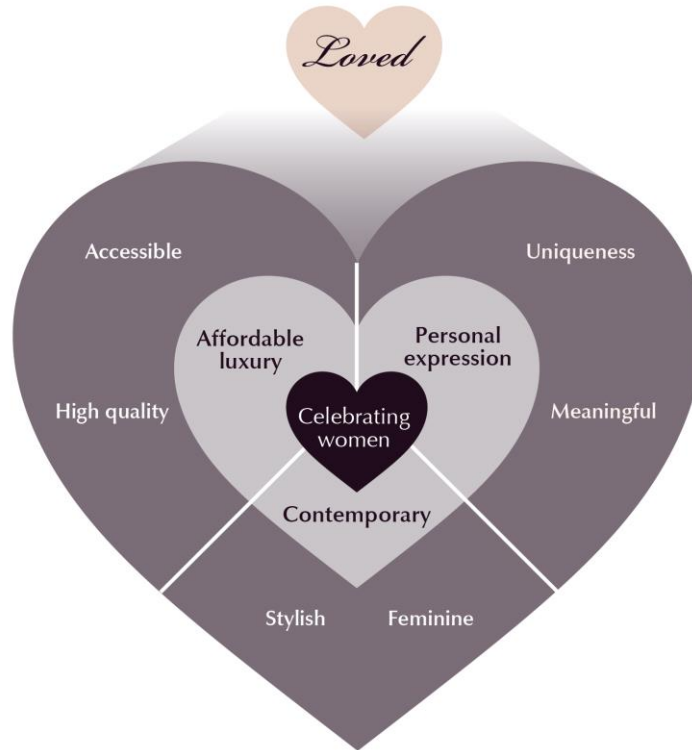 Loved
Accessible
Uniqueness
Affordable
luxury
Personal
expression
High quality
Celebrating
women
Meaningful
Contemporary
Stylish
Feminine